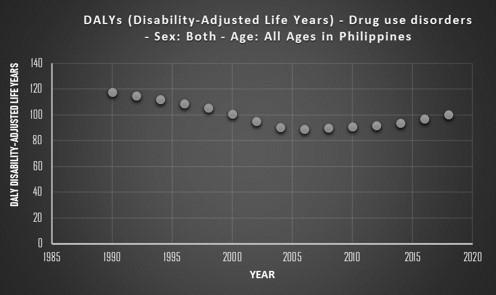 DALYs (Disability-Adjusted Life Years) - Drug use disorders
- Sex: Both - Age: All Ages in Philippines
DALY DISABILITY-ADJUSTED LIFE YEARS
140
120
100
80
60
40
20
0
1985 1990 1995 2000 2005 2010 2015 2020
YEAR